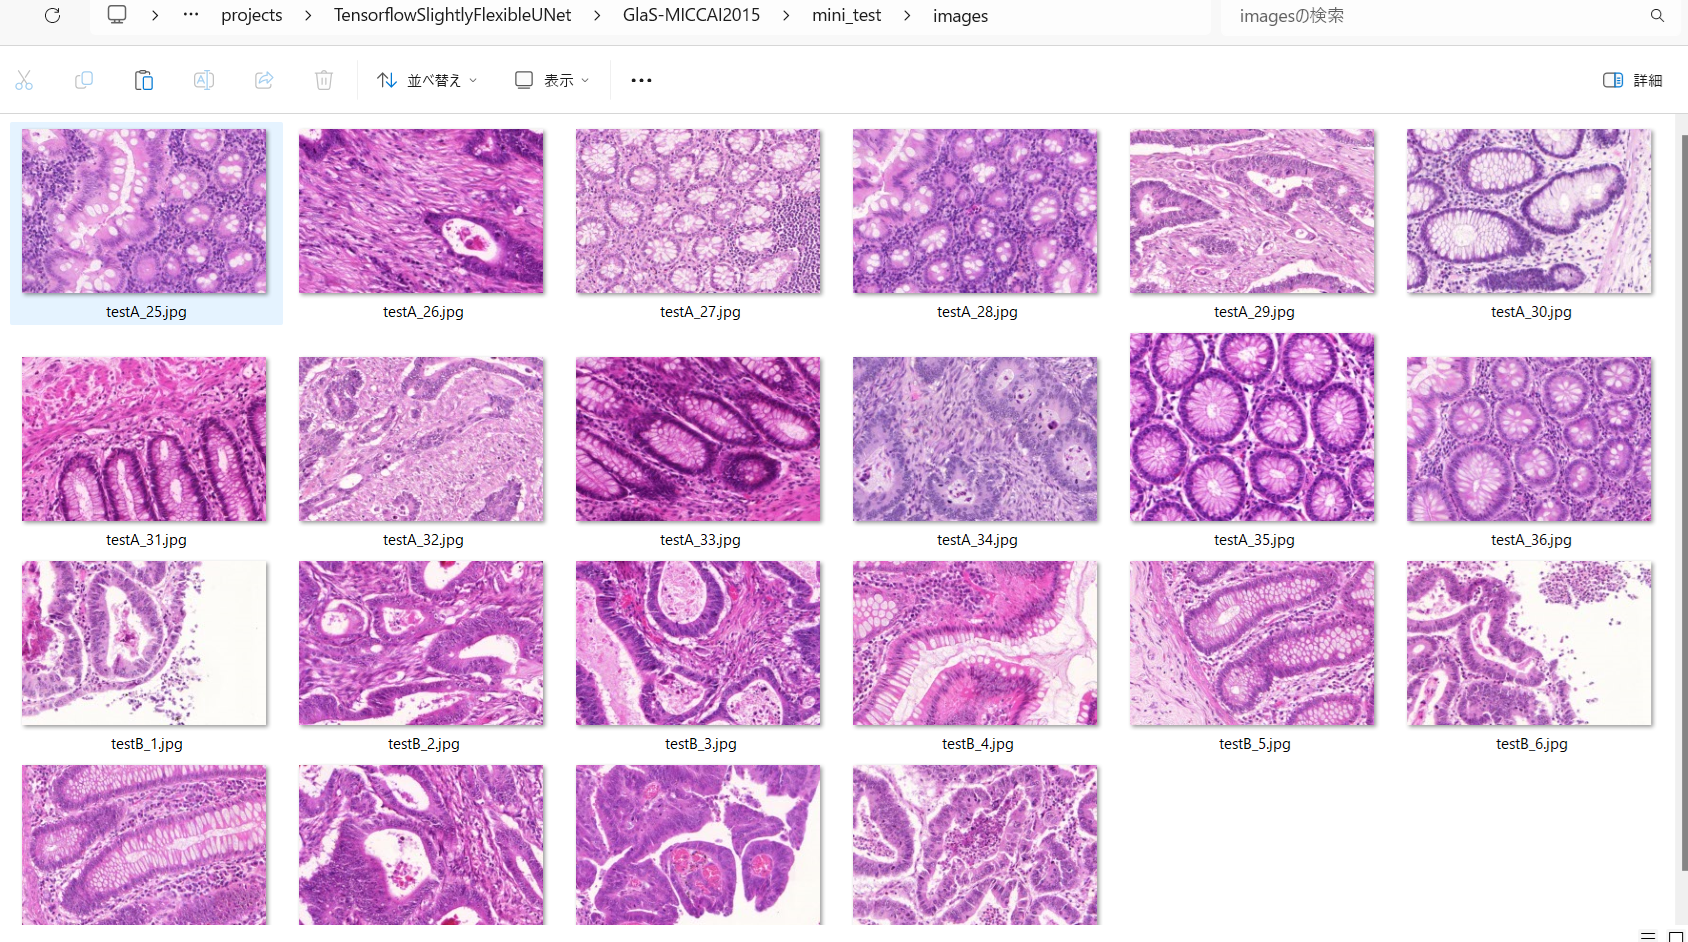 projects > TensorflowSlightlyFlexibleUNet > GlaS-MICCAI2015 > mini_test > images
imagesの検索
並べ替え
表示
詳細
testA_25.jpg
testA_26.jpg
testA_27.jpg
testA_28.jpg
testA_29.jpg
testA_30.jpg
testA_31.jpg
testA_32.jpg
testA_33.jpg
testA_34.jpg
testA_35.jpg
testA_36.jpg
testB_1.jpg
testB_2.jpg
testB_3.jpg
testB_4.jpg
testB_5.jpg
testB_6.jpg